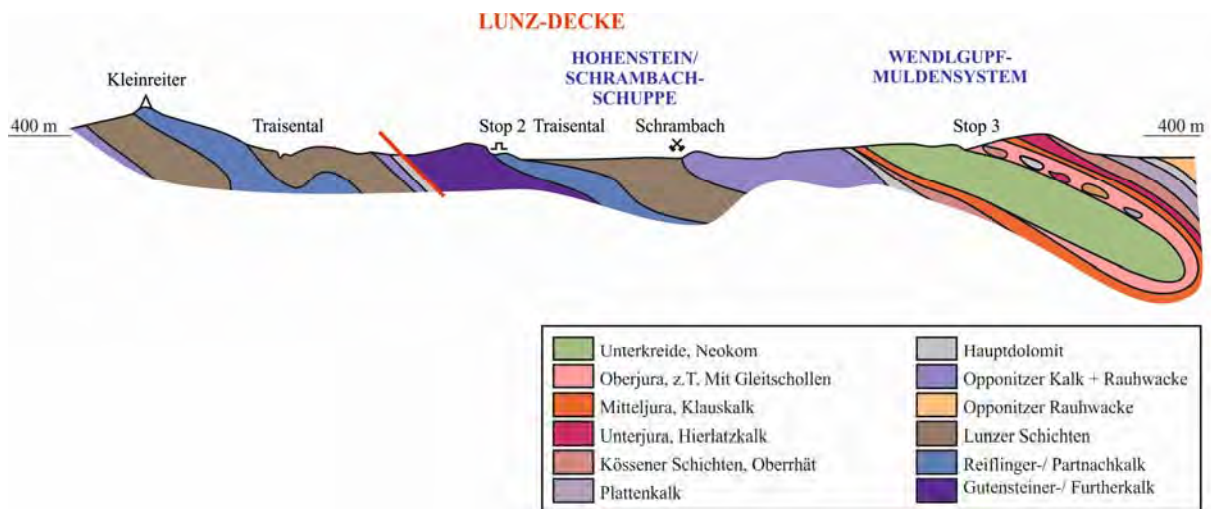 LUNZ-DECKE
HOHENSTEIN/
SCHRAMBACH-
SCHUPPE
WENDLGUPF-
MULDENSYSTEM
Kleinreiter
400 m
Traisental
Stop 2 Traisental
Schrambach
Stop 3
400 m
Unterkreide, Neokom
Oberjura, z.T. Mit Gleitschollen
Mitteljura, Klauskalk
Unterjura, Hierlatzkalk
Kössener Schichten, Oberrhät
Plattenkalk
Hauptdolomit
Opponitzer Kalk + Rauhwacke
Opponitzer Rauhwacke
Lunzer Schichten
Reiflinger-/ Partnachkalk
Gutensteiner-/ Furtherkalk